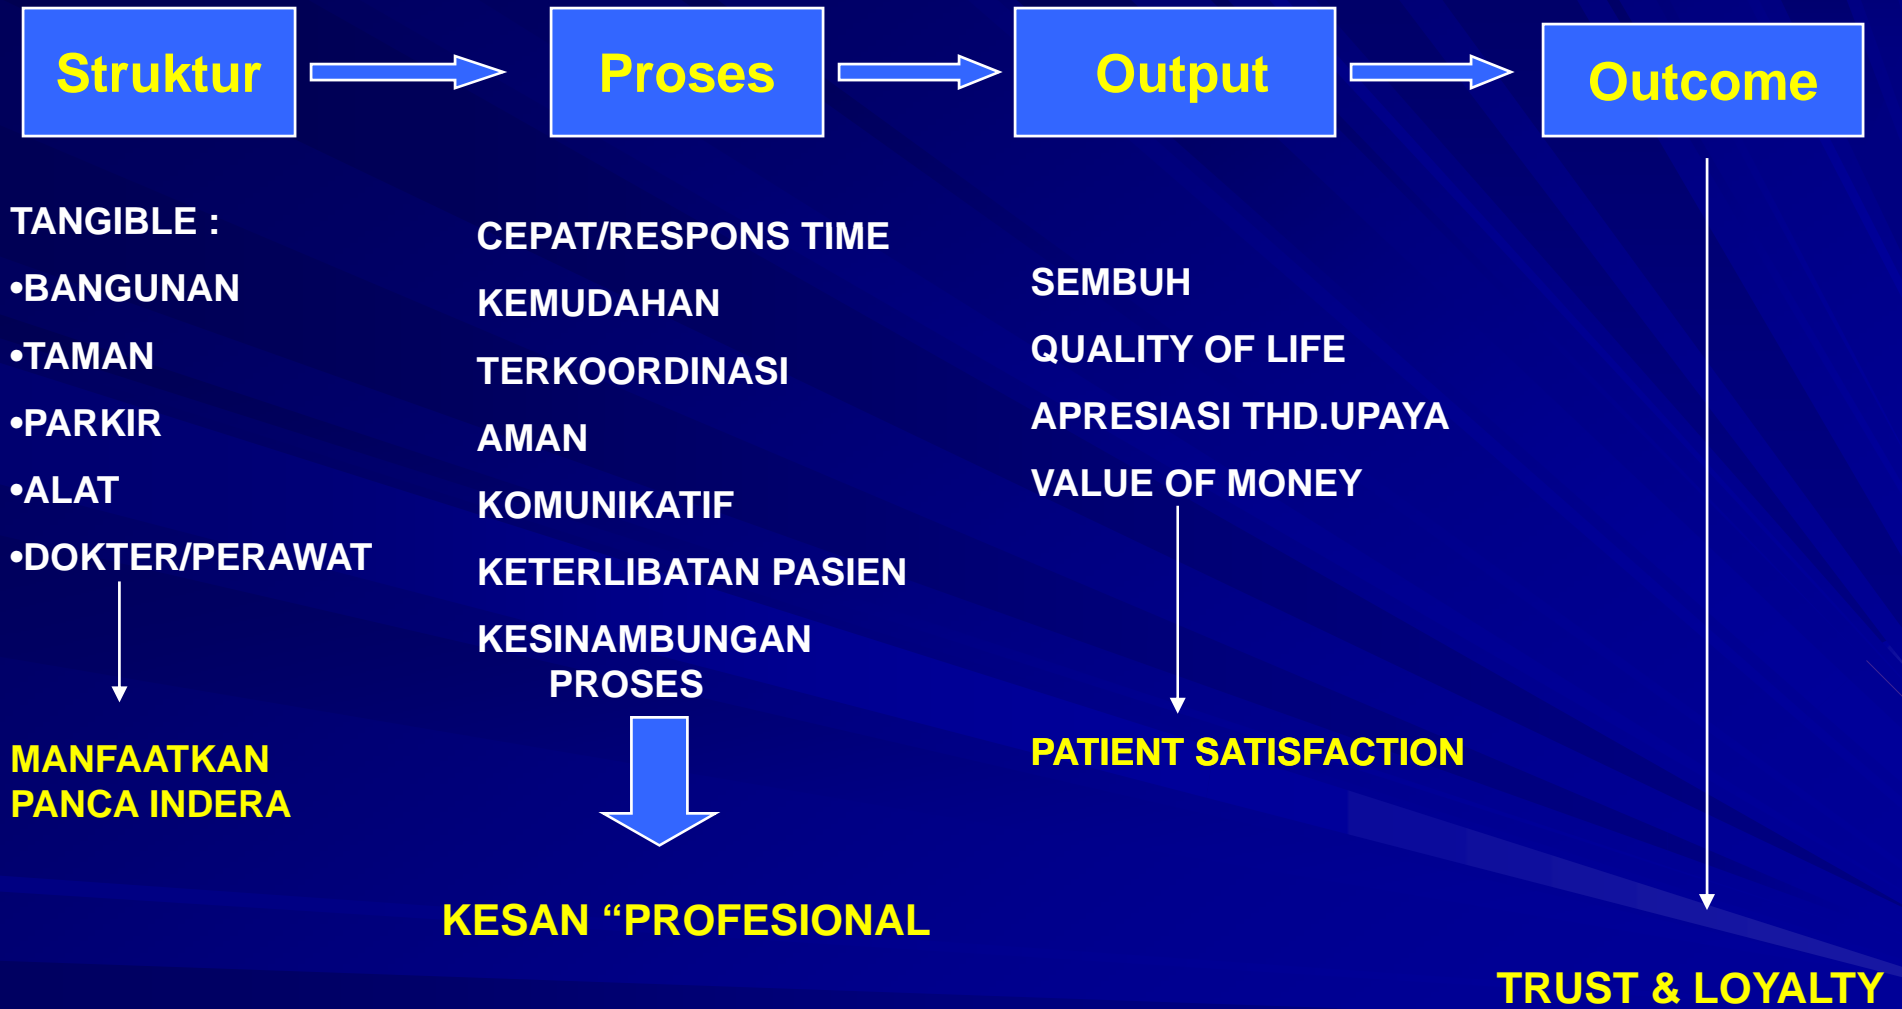 Struktur
Proses
Output
Outcome
TANGIBLE :
•BANGUNAN
•TAMAN
•PARKIR
•ALAT
•DOKTER/PERAWAT
MANFAATKAN
PANCA INDERA
CEPAT/RESPONS TIME
KEMUDAHAN
TERKOORDINASI
AMAN
KOMUNIKATIF
KETERLIBATAN PASIEN
KESINAMBUNGAN
PROSES
KESAN “PROFESIONAL
SEMBUH
QUALITY OF LIFE
APRESIASI THD.UPAYA
VALUE OF MONEY
PATIENT SATISFACTION
TRUST & LOYALTY